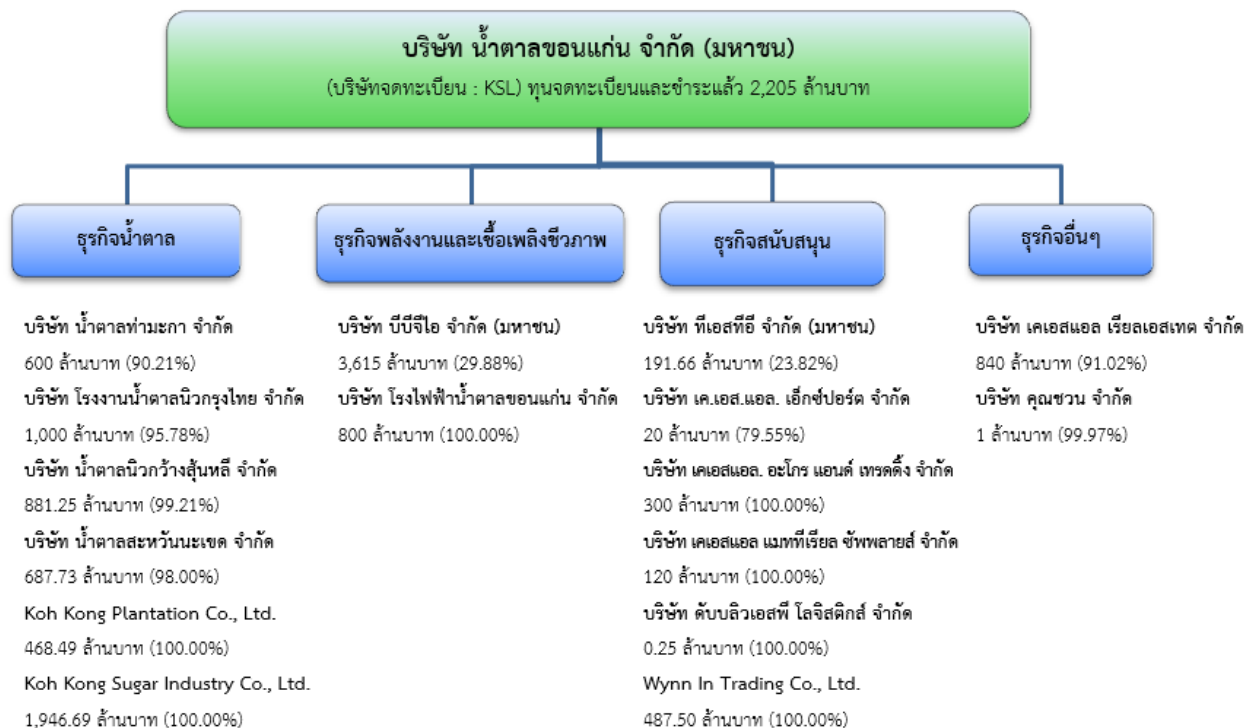 บริษัท น้ำตาลขอนแก่น จำกัด (มหาชน)
(บริษัทจดทะเบียน : KSL) ทุนจดทะเบียนและชำระแล้ว 2,205 ล้านบาท
ธุรกิจน้ำตาล
บริษัท น้ำตาลท่ามะกา จำกัด
600 ล้านบาท (90.21%)
บริษัท โรงงานน้ำตาลนิวกรุงไทย จำกัด
1,000 ล้านบาท (95.78%)
บริษัท น้ำตาลนิวกว้างสุ้นหลี จำกัด
881.25 ล้านบาท (99.21%)
บริษัท น้ำตาลสะหวันนะเขด จำกัด
687.73 ล้านบาท (98.00%)
Koh Kong Plantation Co., Ltd.
468.49 ล้านบาท (100.00%)
Koh Kong Sugar Industry Co., Ltd.
1,946.69 ล้านบาท (100.00%)
ธุรกิจพลังงานและเชื้อเพลิงชีวภาพ
บริษัท บีบีจีไอ จำกัด (มหาชน)
3,615 ล้านบาท (29.88%)
บริษัท โรงไฟฟ้าน้ำตาลขอนแก่น จำกัด
800 ล้านบาท (100.00%)
ธุรกิจสนับสนุน
บริษัท ทีเอสทีอี จำกัด (มหาชน)
191.66 ล้านบาท (23.82%)
บริษัท เค.เอส.แอล. เอ็กซ์ปอร์ต จำกัด
20 ล้านบาท (79.55%)
บริษัท เคเอสแอล. อะโกร แอนด์ เทรดดิ้ง จำกัด
300 ล้านบาท (100.00%)
บริษัท เคเอสแอล แมททีเรียล ซัพพลายส์ จำกัด
120 ล้านบาท (100.00%)
บริษัท ดับบลิวเอสพี โลจิสติกส์ จำกัด
0.25 ล้านบาท (100.00%)
Wynn In Trading Co., Ltd.
487.50 ล้านบาท (100.00%)
ธุรกิจอื่นๆ
บริษัท เคเอสแอล เรียลเอสเทต จำกัด
840 ล้านบาท (91.02%)
บริษัท คุณชวน จำกัด
1 ล้านบาท (99.97%)